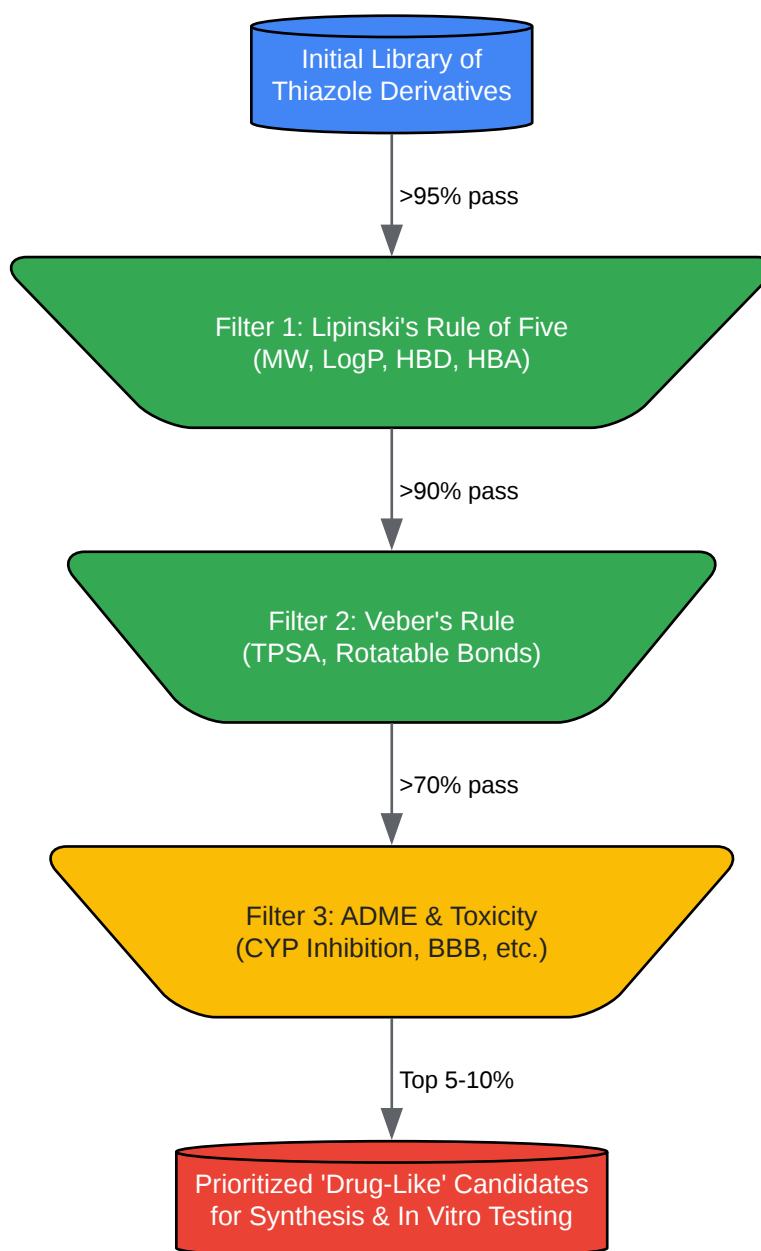 Initial Library of
Thiazole Derivatives
>95% pass
Filter 1: Lipinski's Rule of Five
(MW, LogP, HBD, HBA)
>90% pass
Filter 2: Veber's Rule
(TPSA, Rotatable Bonds)
>70% pass
Filter 3: ADME & Toxicity
(CYP Inhibition, BBB, etc.)
Top 5-10%
Prioritized 'Drug-Like' Candidates
for Synthesis & In Vitro Testing